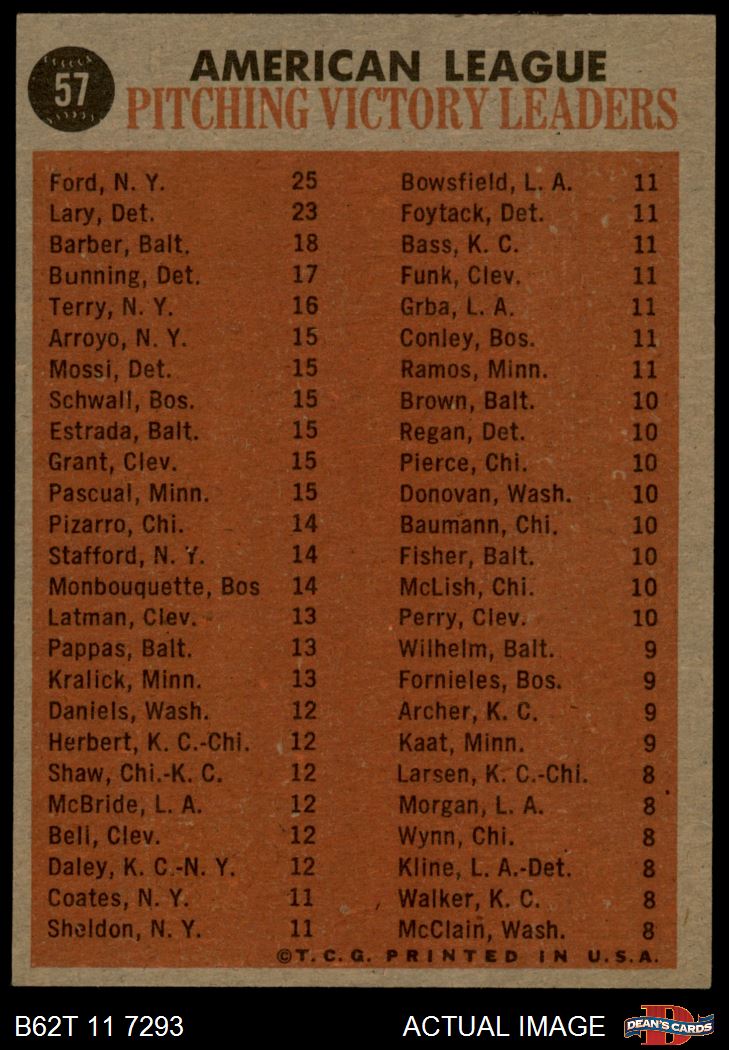 57
AMERICAN LEAGUE
PITCHING VICTORY LEADERS
Ford, N. Y. 25
Lary, Det. 23
Barber, Balt. 18
Bunning, Det. 17
Terry, N. Y. 16
Arroyo, N. Y. 15
Mossi, Det. 15
Schwall, Bos. 15
Estrada, Balt. 15
Grant, Clev. 15
Pascual, Minn. 15
Pizarro, Chi. 14
Stafford, N. Y. 14
Monbouquette, Bos 14
Latman, Clev. 13
Pappas, Balt. 13
Kralick, Minn. 13
Daniels, Wash. 12
Herbert, K. C.-Chi. 12
Shaw, Chi.-K. C. 12
McBride, L. A. 12
Bell, Clev. 12
Daley, K. C.-N. Y. 12
Coates, N. Y. 11
Sheldon, N. Y. 11
Bowsfield, L. A. 11
Foytack, Det. 11
Bass, K. C. 11
Funk, Clev. 11
Grba, L. A. 11
Conley, Bos. 11
Ramos, Minn. 11
Brown, Balt. 10
Regan, Det. 10
Pierce, Chi. 10
Donovan, Wash. 10
Baumann, Chi. 10
Fisher, Balt. 10
McLish, Chi. 10
Perry, Clev. 10
Wilhelm, Balt. 9
Fornieles, Bos. 9
Archer, K. C. 9
Kaat, Minn. 9
Larsen, K. C.-Chi. 8
Morgan, L. A. 8
Wynn, Chi. 8
Kline, L. A.-Det. 8
Walker, K. C. 8
McClain, Wash. 8
©T.C.G. PRINTED IN U.S.A.
B62T 11 7293
ACTUAL IMAGE
D
DEAN'S CARDS